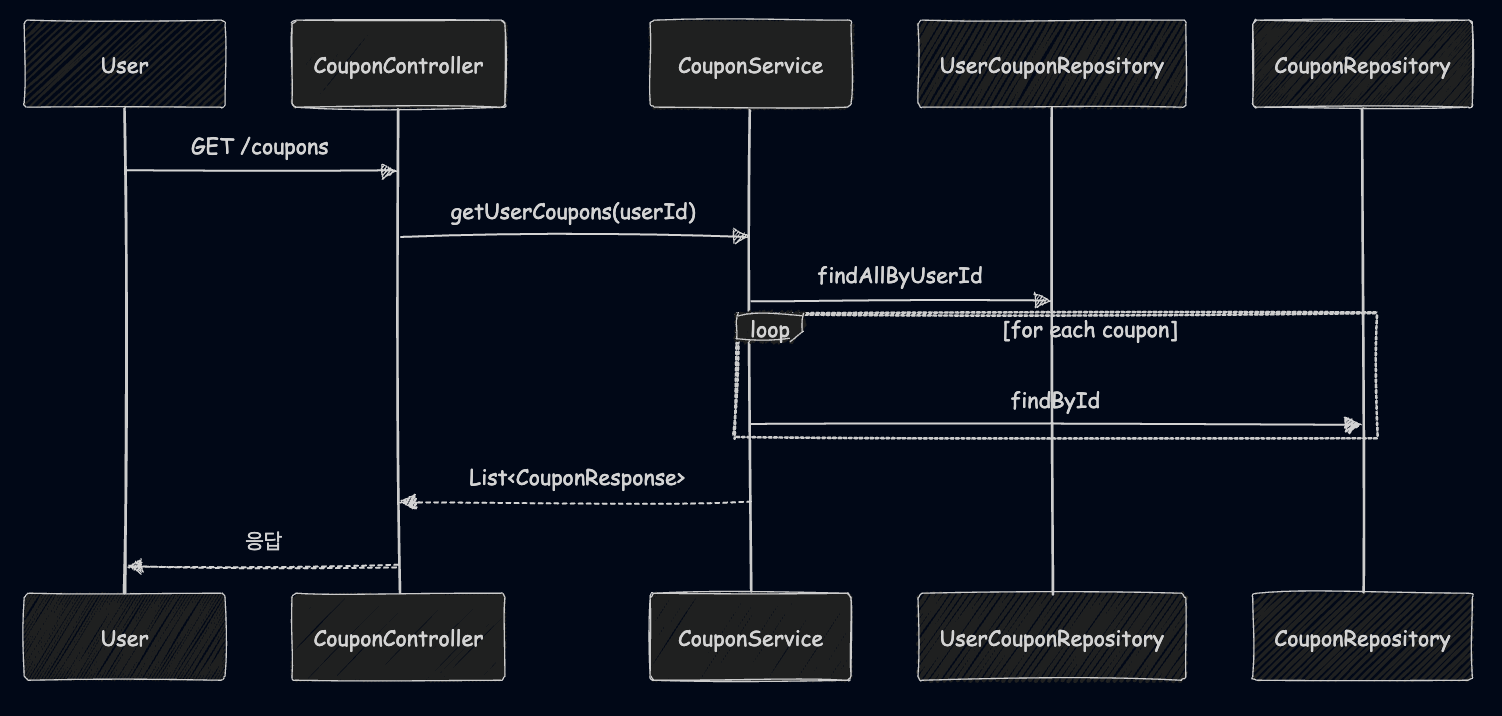 User
CouponController
CouponService
UserCouponRepository
CouponRepository
GET /coupons
getUserCoupons(userId)
findAllByUserId
loop
[for each coupon]
findById
List<CouponResponse>
응답
User
CouponController
CouponService
UserCouponRepository
CouponRepository